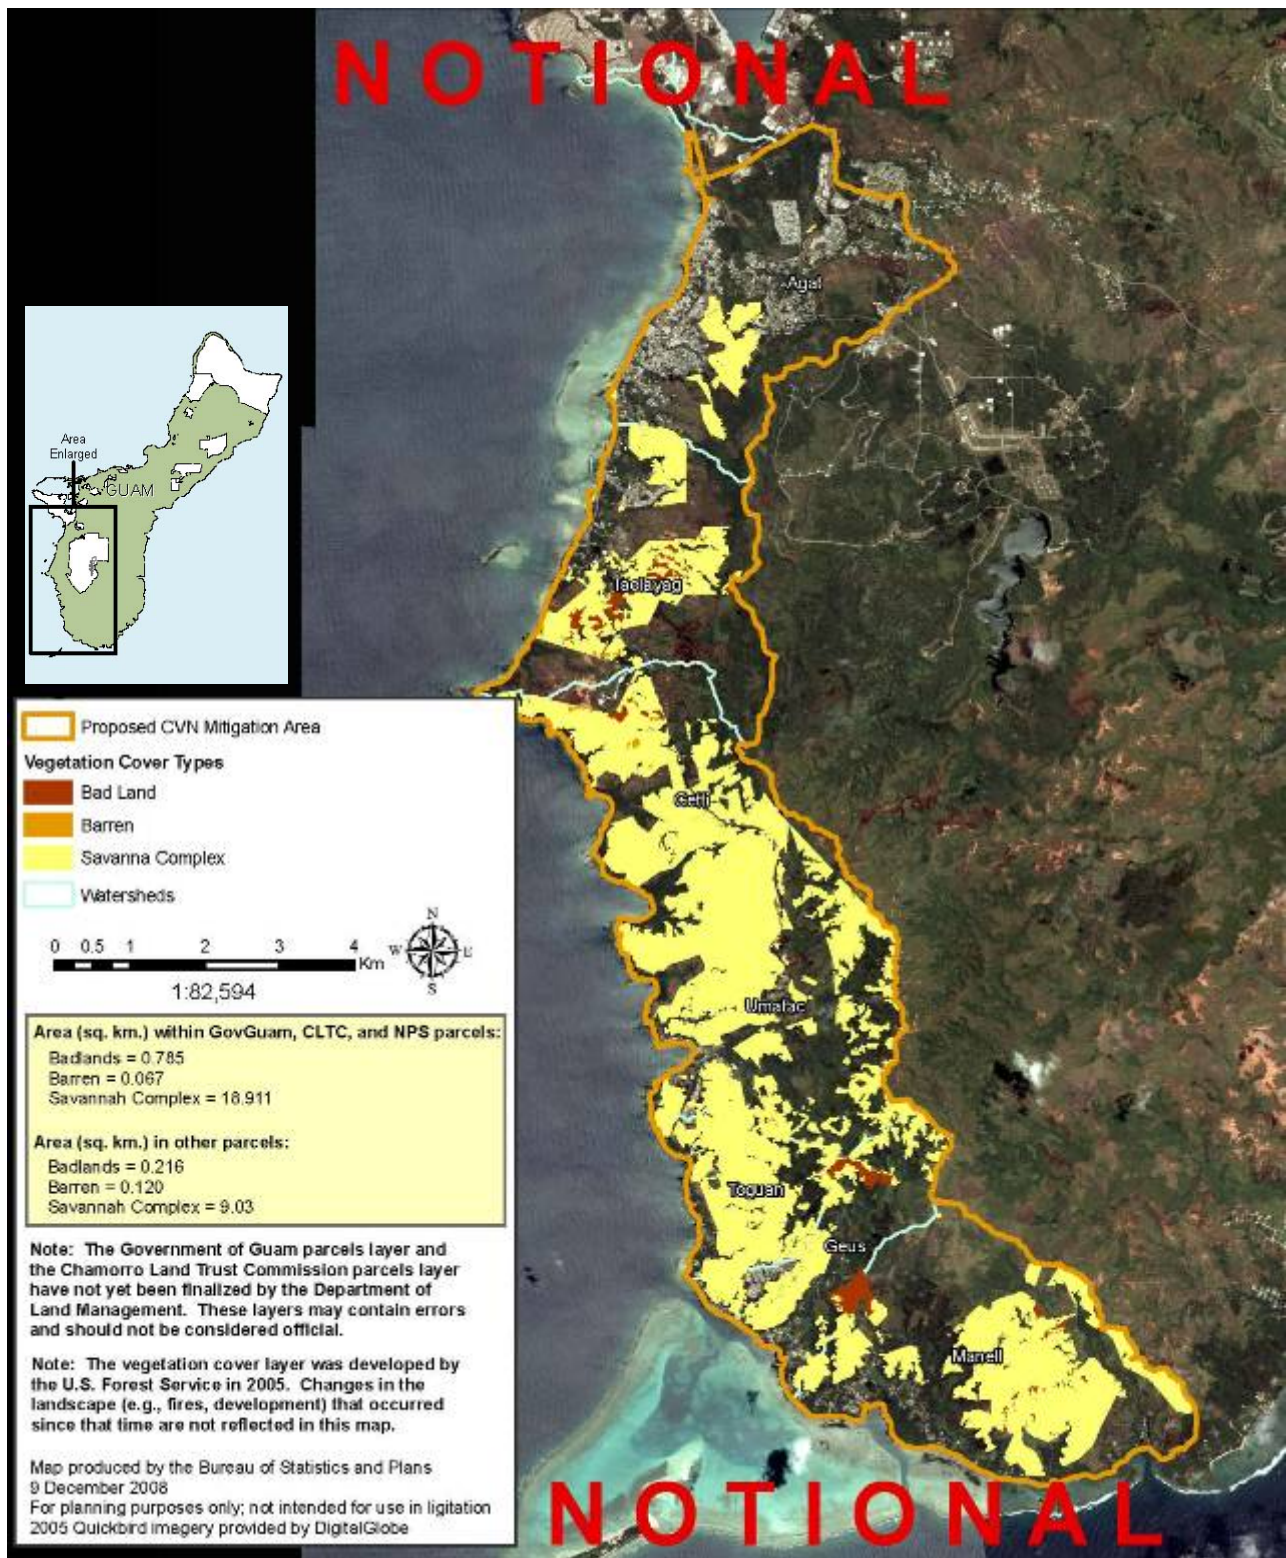 N O T I O N A L
Agat
Area
Enlarged
GUAM
Taelayag
Proposed CVN Mitigation Area
Vegetation Cover Types
Bad Land
Barren
Savanna Complex
Watersheds
Cetti
0 0.5 1 2 3 4
Km
N
W E
S
1:82,594
Umatac
Area (sq. km.) within GovGuam, CLTC, and NPS parcels:
Badlands = 0.785
Barren = 0.067
Savannah Complex = 18.911
Area (sq. km.) in other parcels:
Badlands = 0.216
Barren = 0.120
Savannah Complex = 9.03
Toguan
Geus
Manell
Note: The Government of Guam parcels layer and
the Chamorro Land Trust Commission parcels layer
have not yet been finalized by the Department of
Land Management. These layers may contain errors
and should not be considered official.
Note: The vegetation cover layer was developed by
the U.S. Forest Service in 2005. Changes in the
landscape (e.g., fires, development) that occurred
since that time are not reflected in this map.
Map produced by the Bureau of Statistics and Plans
9 December 2008
For planning purposes only; not intended for use in ligitation
2005 Quickbird imagery provided by DigitalGlobe
N O T I O N A L